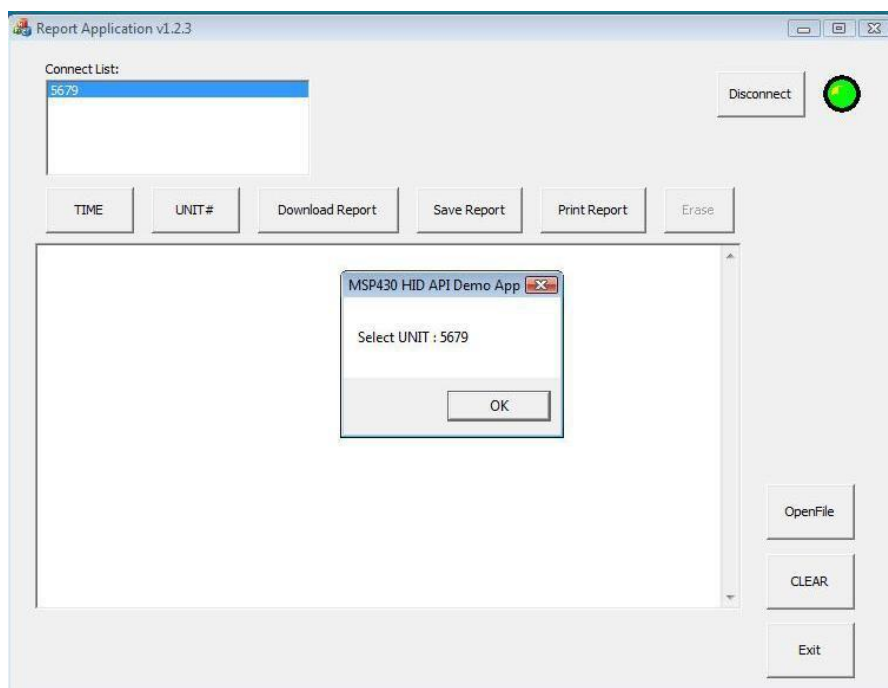 Report Application v1.2.3
Connect List:
5679
Disconnect
TIME
UNIT#
Download Report
Save Report
Print Report
Erase
MSP430 HID API Demo App
Select UNIT : 5679
OK
OpenFile
CLEAR
Exit